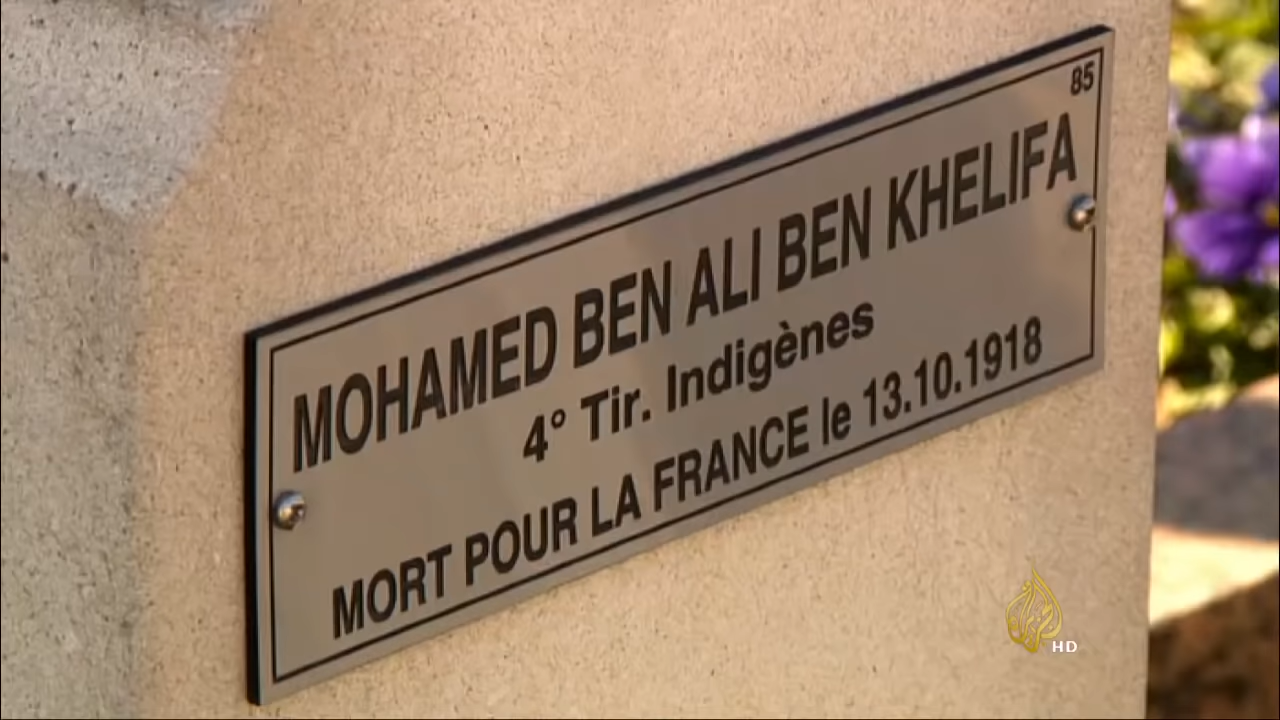 85
MOHAMED BEN ALI BEN KHELIFA
4° Tir. Indigènes
MORT POUR LA FRANCE le 13.10.1918
HD